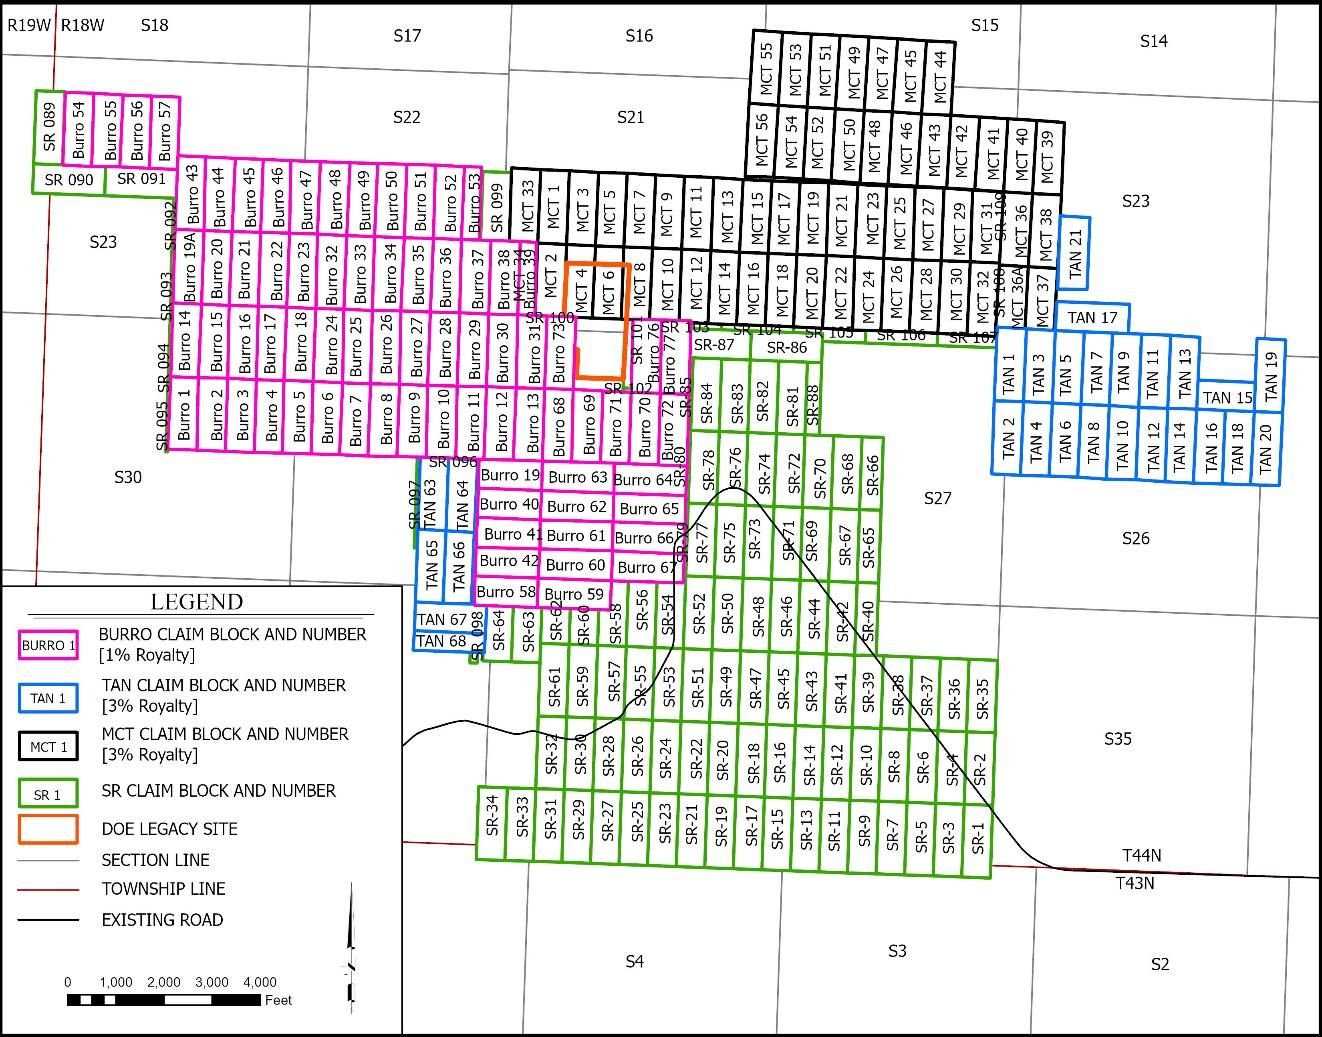 R19W R18W S18 S17 S16 S15 S14
MCT 55 MCT 53 MCT 51 MCT 49 MCT 47 MCT 45 MCT 44
SR 089 Burro 54 Burro 55 Burro 56 Burro 57 S22 S21
MCT 56 MCT 54 MCT 52 MCT 50 MCT 48 MCT 46 MCT 43 MCT 42 MCT 41 MCT 40 MCT 39
SR 090 SR 091
SR 092 Burro 43 Burro 44 Burro 45 Burro 46 Burro 47 Burro 48 Burro 49 Burro 50 Burro 51 Burro 52 Burro 53 SR 099 MCT 33 MCT 1 MCT 3 MCT 5 MCT 7 MCT 9 MCT 11 MCT 13 MCT 15 MCT 17 MCT 19 MCT 21 MCT 23 MCT 25 MCT 27 MCT 29 MCT 31 SR-109 MCT 36 MCT 38 S23
TAN 21
S23 SR 093 Burro 19A Burro 20 Burro 21 Burro 22 Burro 23 Burro 32 Burro 33 Burro 34 Burro 35 Burro 36 Burro 37 Burro 38 MCT 34 Burro 39 MCT 2 MCT 4 MCT 6 MCT 8 MCT 10 MCT 12 MCT 14 MCT 16 MCT 18 MCT 20 MCT 22 MCT 24 MCT 26 MCT 28 MCT 30 MCT 32 SR-108 MCT 36A MCT 37
TAN 17
SR-100 SR 103 SR-104 SR-105 SR-106 SR-107
SR 094 Burro 14 Burro 15 Burro 16 Burro 17 Burro 18 Burro 24 Burro 25 Burro 26 Burro 27 Burro 28 Burro 29 Burro 30 Burro 31 Burro 73 SR 101 Burro 76 Burro 77 SR-87 SR-86
TAN 1 TAN 3 TAN 5 TAN 7 TAN 9 TAN 11 TAN 13 TAN 15 TAN 19
SR-102
SR 095 Burro 1 Burro 2 Burro 3 Burro 4 Burro 5 Burro 6 Burro 7 Burro 8 Burro 9 Burro 10 Burro 11 Burro 12 Burro 13 Burro 68 Burro 69 Burro 71 Burro 70 Burro 72 SR-85 SR-84 SR-83 SR-82 SR-81 SR-88
TAN 2 TAN 4 TAN 6 TAN 8 TAN 10 TAN 12 TAN 14 TAN 16 TAN 18 TAN 20
S30 SR 096 SR 097 TAN 63 TAN 64 Burro 19 Burro 63 Burro 64 SR-80 SR-78 SR-76 SR-74 SR-72 SR-70 SR-68 SR-66 S27
Burro 40 Burro 62 Burro 65
Burro 41 Burro 61 Burro 66
TAN 65 TAN 66 Burro 42 Burro 60 Burro 67 SR-79 SR-77 SR-75 SR-73 SR-71 SR-69 SR-67 SR-65 S26
Burro 58 Burro 59
TAN 67
TAN 68
SR 098 SR-64 SR-63 SR-62 SR-60 SR-58 SR-56 SR-54 SR-52 SR-50 SR-48 SR-46 SR-44 SR-42 SR-40
SR-61 SR-59 SR-57 SR-55 SR-53 SR-51 SR-49 SR-47 SR-45 SR-43 SR-41 SR-39 SR-38 SR-37 SR-36 SR-35
SR-32 SR-30 SR-28 SR-26 SR-24 SR-22 SR-20 SR-18 SR-16 SR-14 SR-12 SR-10 SR-8 SR-6 SR-4 SR-2 S35
SR-34 SR-33 SR-31 SR-29 SR-27 SR-25 SR-23 SR-21 SR-19 SR-17 SR-15 SR-13 SR-11 SR-9 SR-7 SR-5 SR-3 SR-1
T44N
T43N
S4 S3 S2
LEGEND
BURRO 1 BURRO CLAIM BLOCK AND NUMBER
[1% Royalty]
TAN 1 TAN CLAIM BLOCK AND NUMBER
[3% Royalty]
MCT 1 MCT CLAIM BLOCK AND NUMBER
[3% Royalty]
SR 1 SR CLAIM BLOCK AND NUMBER
DOE LEGACY SITE
SECTION LINE
TOWNSHIP LINE
EXISTING ROAD
0 1,000 2,000 3,000 4,000
Feet